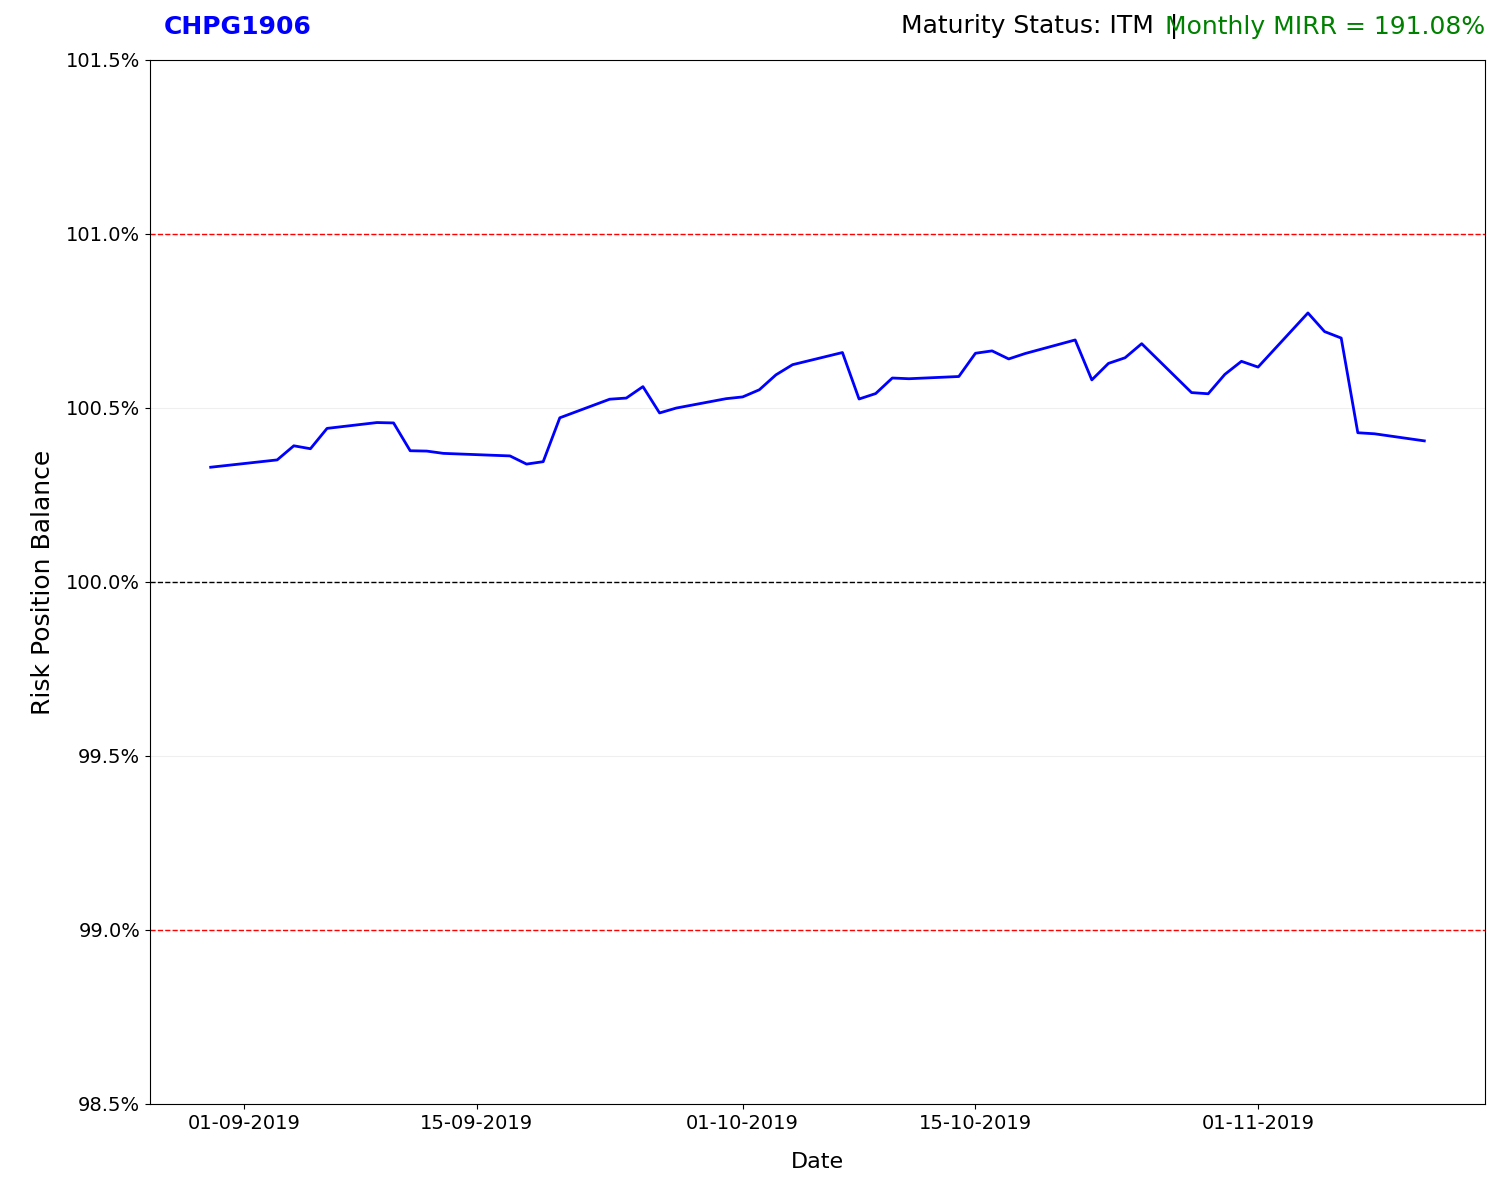 CHPG1906
Maturity Status: ITM | Monthly MIRR = 191.08%
101.5%
101.0%
100.5%
100.0%
99.5%
99.0%
98.5%
Risk Position Balance
01-09-2019 15-09-2019 01-10-2019 15-10-2019 01-11-2019
Date